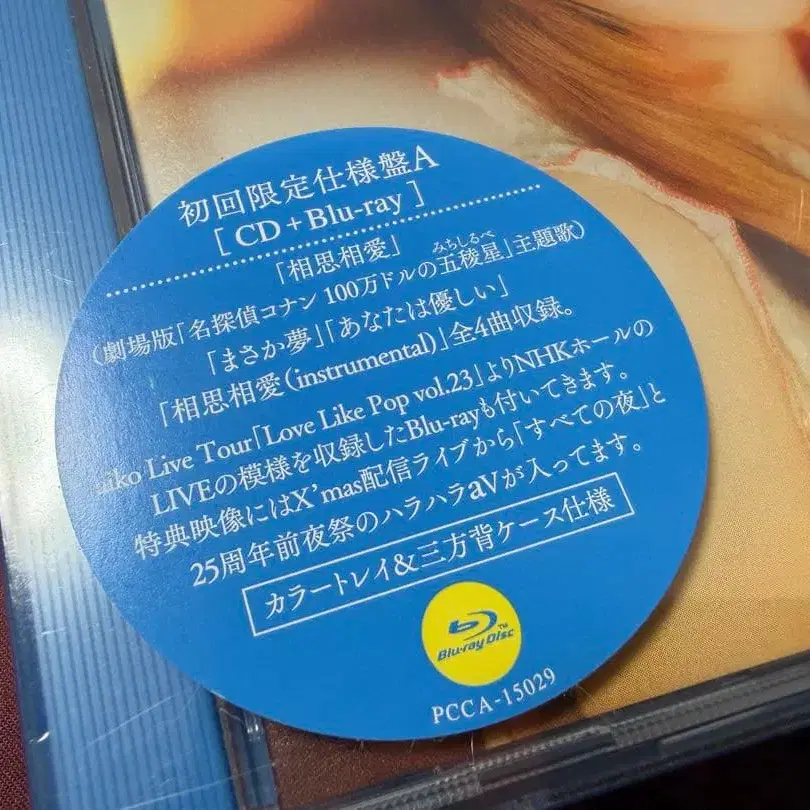 初回限定仕様盤A
[ CD+Blu-ray ]
「相思相愛」
みちしるべ
(劇場版「名探偵コナン 100万ドルの五稜星」主題歌)
「まさか夢」「あなたは優しい」
「相思相愛(instrumental)」全4曲収録。
aiko Live Tour「Love Like Pop vol.23」よりNHKホールの
LIVEの模様を収録したBlu-rayも付いてきます。
特典映像にはX'mas配信ライブから「すべての夜」と
25周年前夜祭のハラハラaVが入ってます。
カラートレイ&三方背ケース仕様
Blu-ray Disc™
PCCA-15029